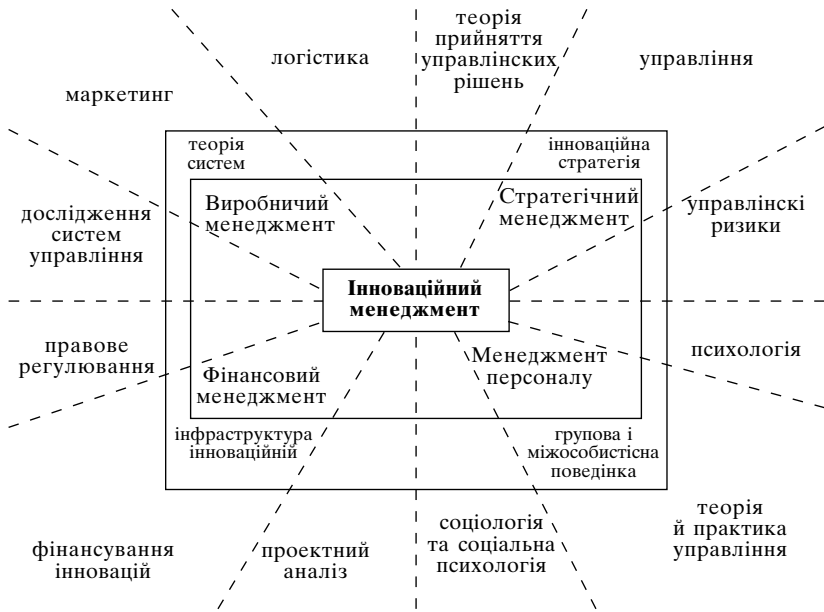 теорія
прийняття
управлінських
рішень
логістика
управління
маркетинг
теорія
систем
інноваційна
стратегія
Виробничий
менеджмент
Стратегічний
менеджмент
дослідження
систем
управління
управлінскі
ризики
Інноваційний
менеджмент
правове
регулювання
Фінансовий
менеджмент
Менеджмент
персоналу
психологія
інфраструктура
інноваційній
групова і
міжособистісна
поведінка
фінансування
інновацій
проектний
аналіз
соціологія
та соціальна
психологія
теорія
й практика
управління